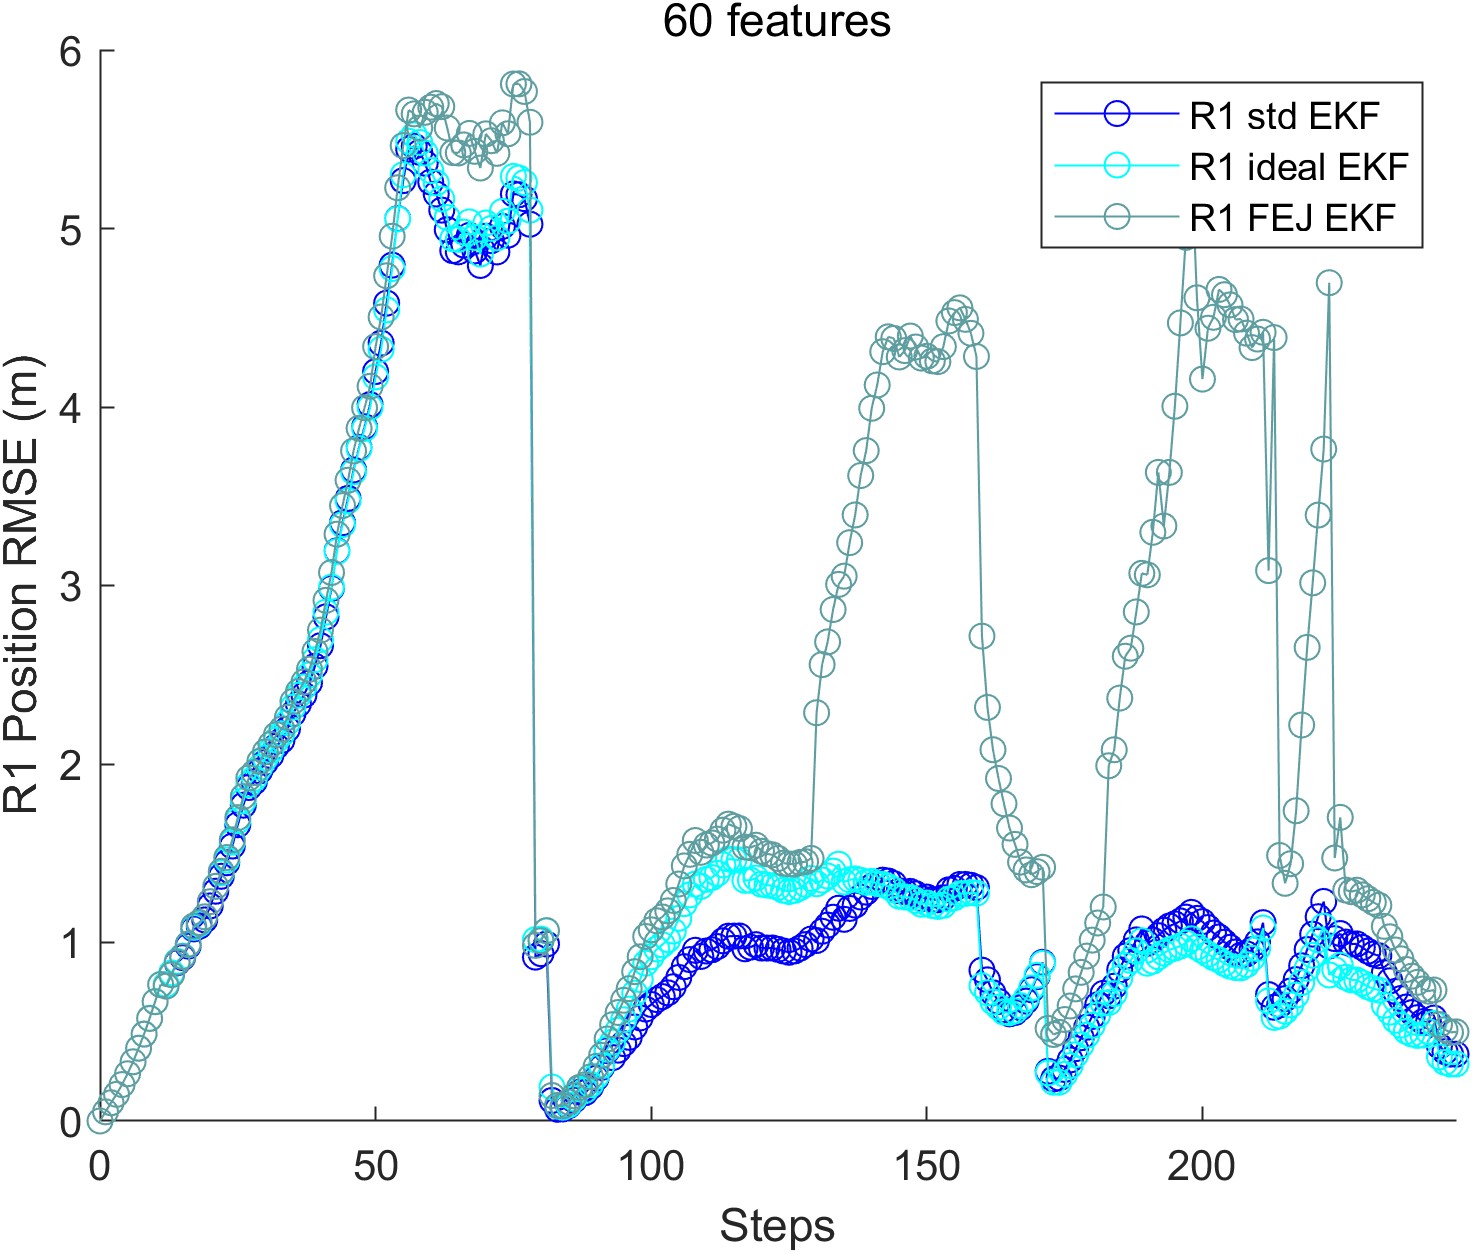 60 features
R1 std EKF
R1 ideal EKF
R1 FEJ EKF
R1 Position RMSE (m)
6
5
4
3
2
1
0
0 50 100 150 200
Steps